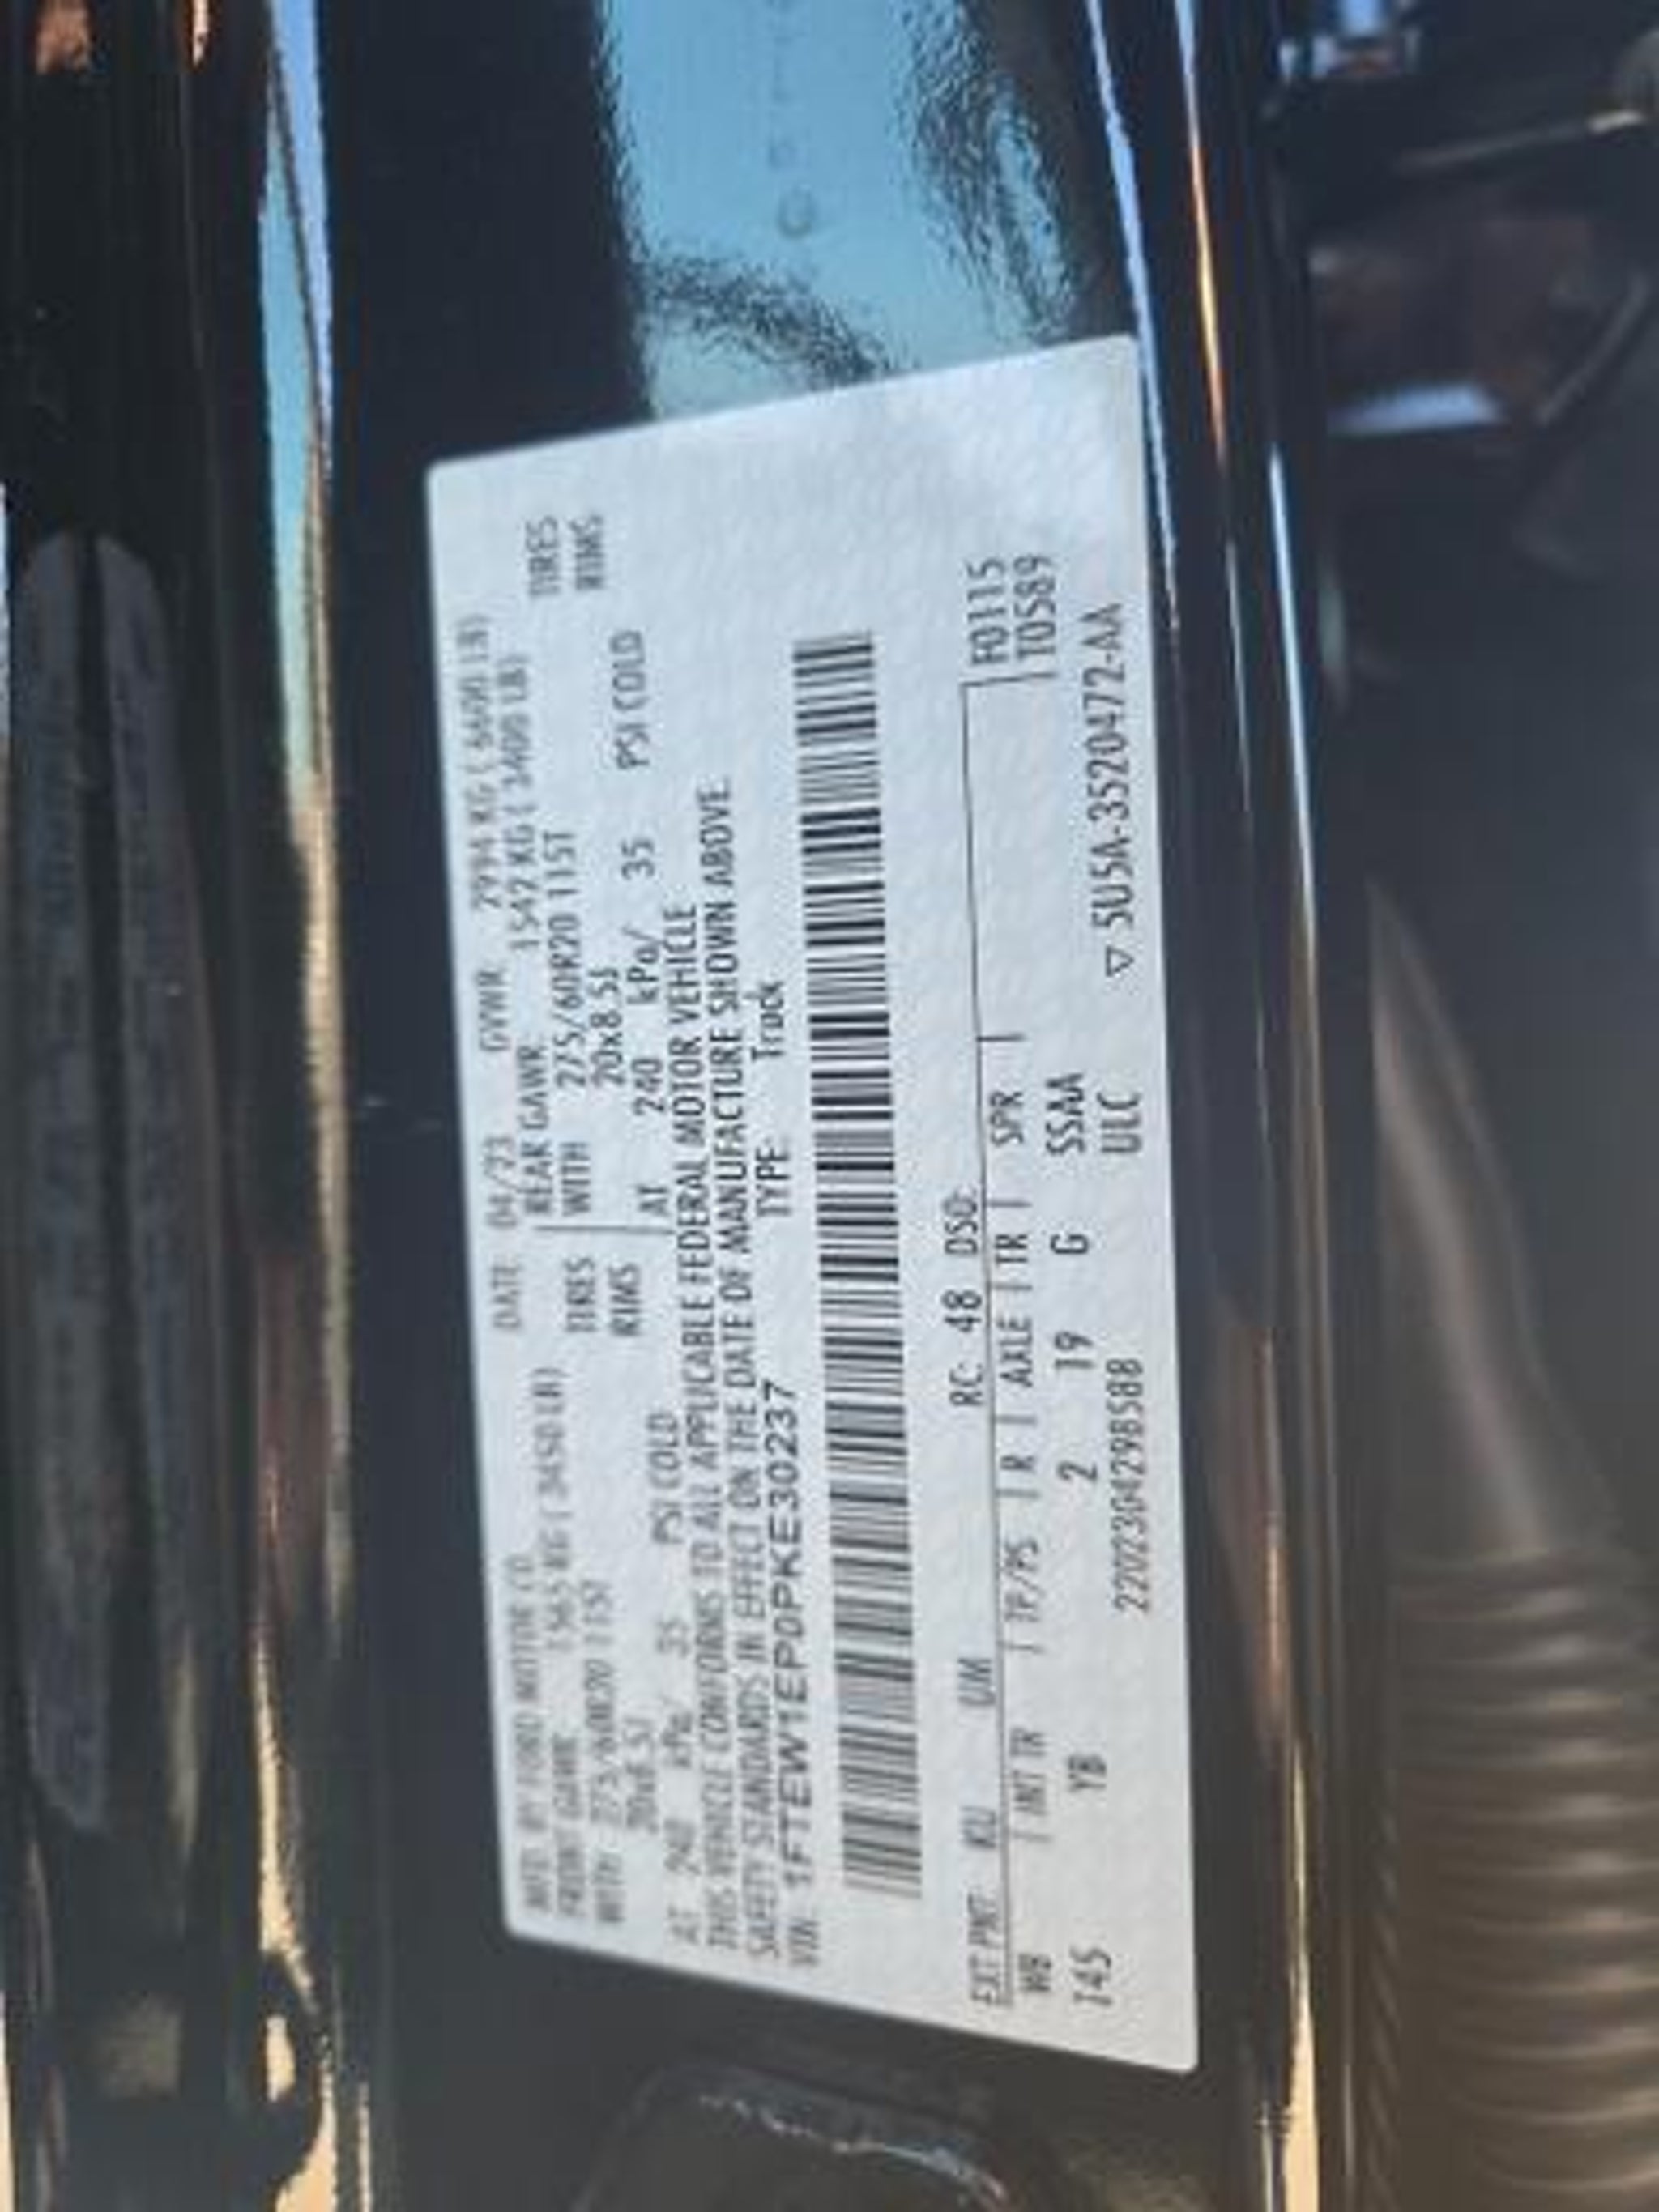 MFD. BY FORD MOTOR CO. DATE: 04/23 GVWR: 2994 KG ( 6600 LB)
FRONT GAWR: 1565 KG ( 3450 LB) REAR GAWR: 1542 KG ( 3400 LB)
WITH 275/60R20 115T TIRES WITH 275/60R20 115T TIRES
20x8.5J RIMS 20x8.5J RIMS
AT 240 kPa/ 35 PSI COLD AT 240 kPa/ 35 PSI COLD
THIS VEHICLE CONFORMS TO ALL APPLICABLE FEDERAL MOTOR VEHICLE
SAFETY STANDARDS IN EFFECT ON THE DATE OF MANUFACTURE SHOWN ABOVE.
VIN: 1FTEW1EP0PKE30237 TYPE: Truck
EXT PNT: UM RC: 48 DSO: F0115
WB | INT TR | TP/PS | R | AXLE | TR | SPR | T0589
145 YB 2 19 G SSAA
ULC
2202304298588 ▽ 5U5A-3520472-AA